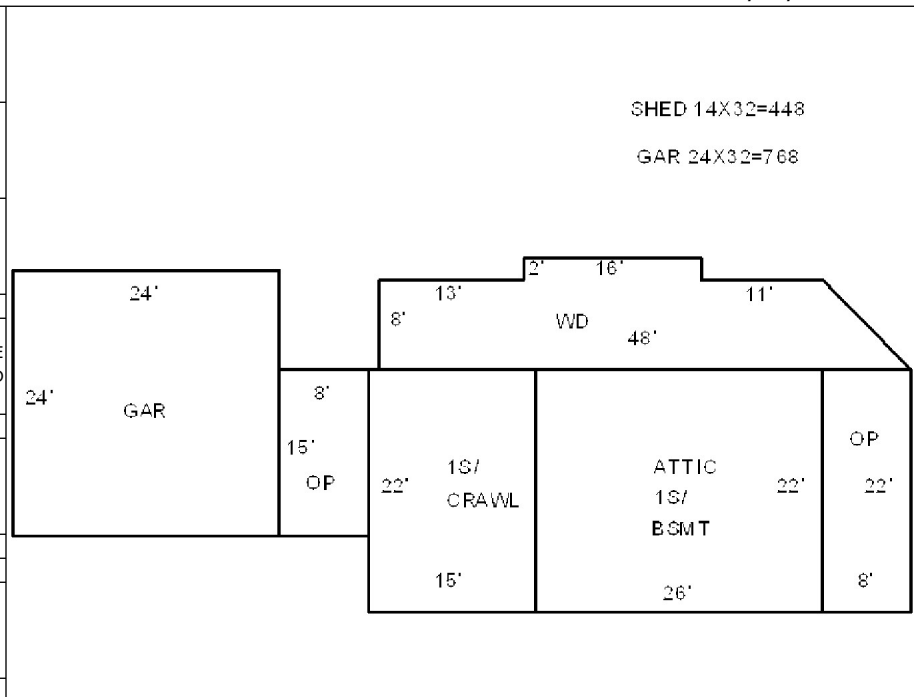 SHED 14X32=448
GAR 24X32=768
2' 16'
24' 13' 11'
8' WD
48'
24' GAR
8'
15'
OP
22' 1S/
CRAWL
15'
ATTIC
1S/
BSMT
22'
26'
OP
22'
8'